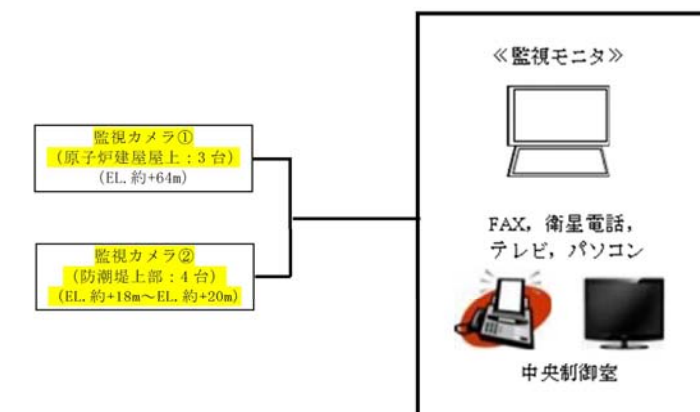 監視カメラ①
(原子炉建屋屋上:3台)
(EL.約+64m)
監視カメラ②
(防潮堤上部:4台)
(EL.約+18m～EL.約+20m)
≪監視モニタ≫
FAX，衛星電話，
テレビ，パソコン
中央制御室